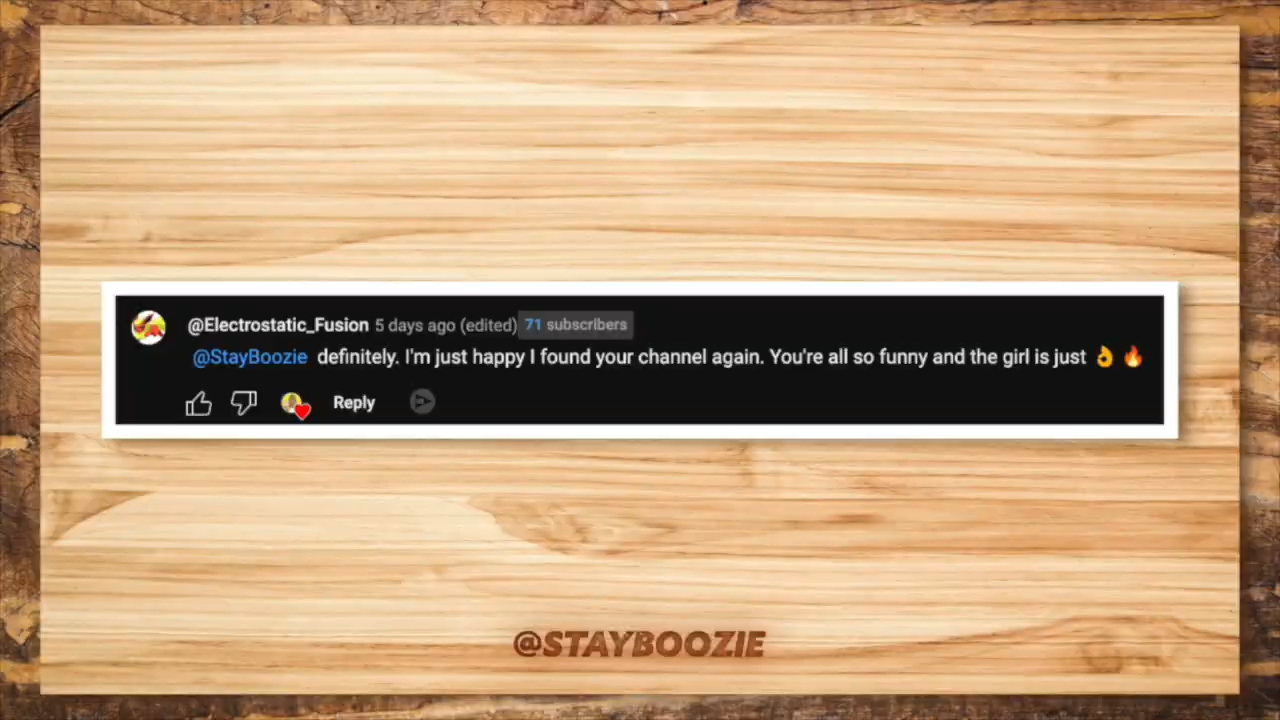 @Electrostatic_Fusion 5 days ago (edited) 71 subscribers
@StayBoozie definitely. I'm just happy I found your channel again. You're all so funny and the girl is just 👌 🔥
Reply
@STAYBOOZIE